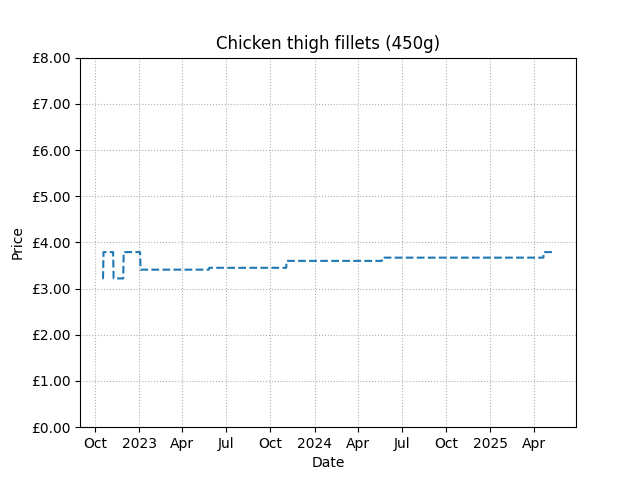 Chicken thigh fillets (450g)
£8.00
£7.00
£6.00
£5.00
£4.00
£3.00
£2.00
£1.00
£0.00
Price
Oct 2023 Apr Jul Oct 2024 Apr Jul Oct 2025 Apr
Date